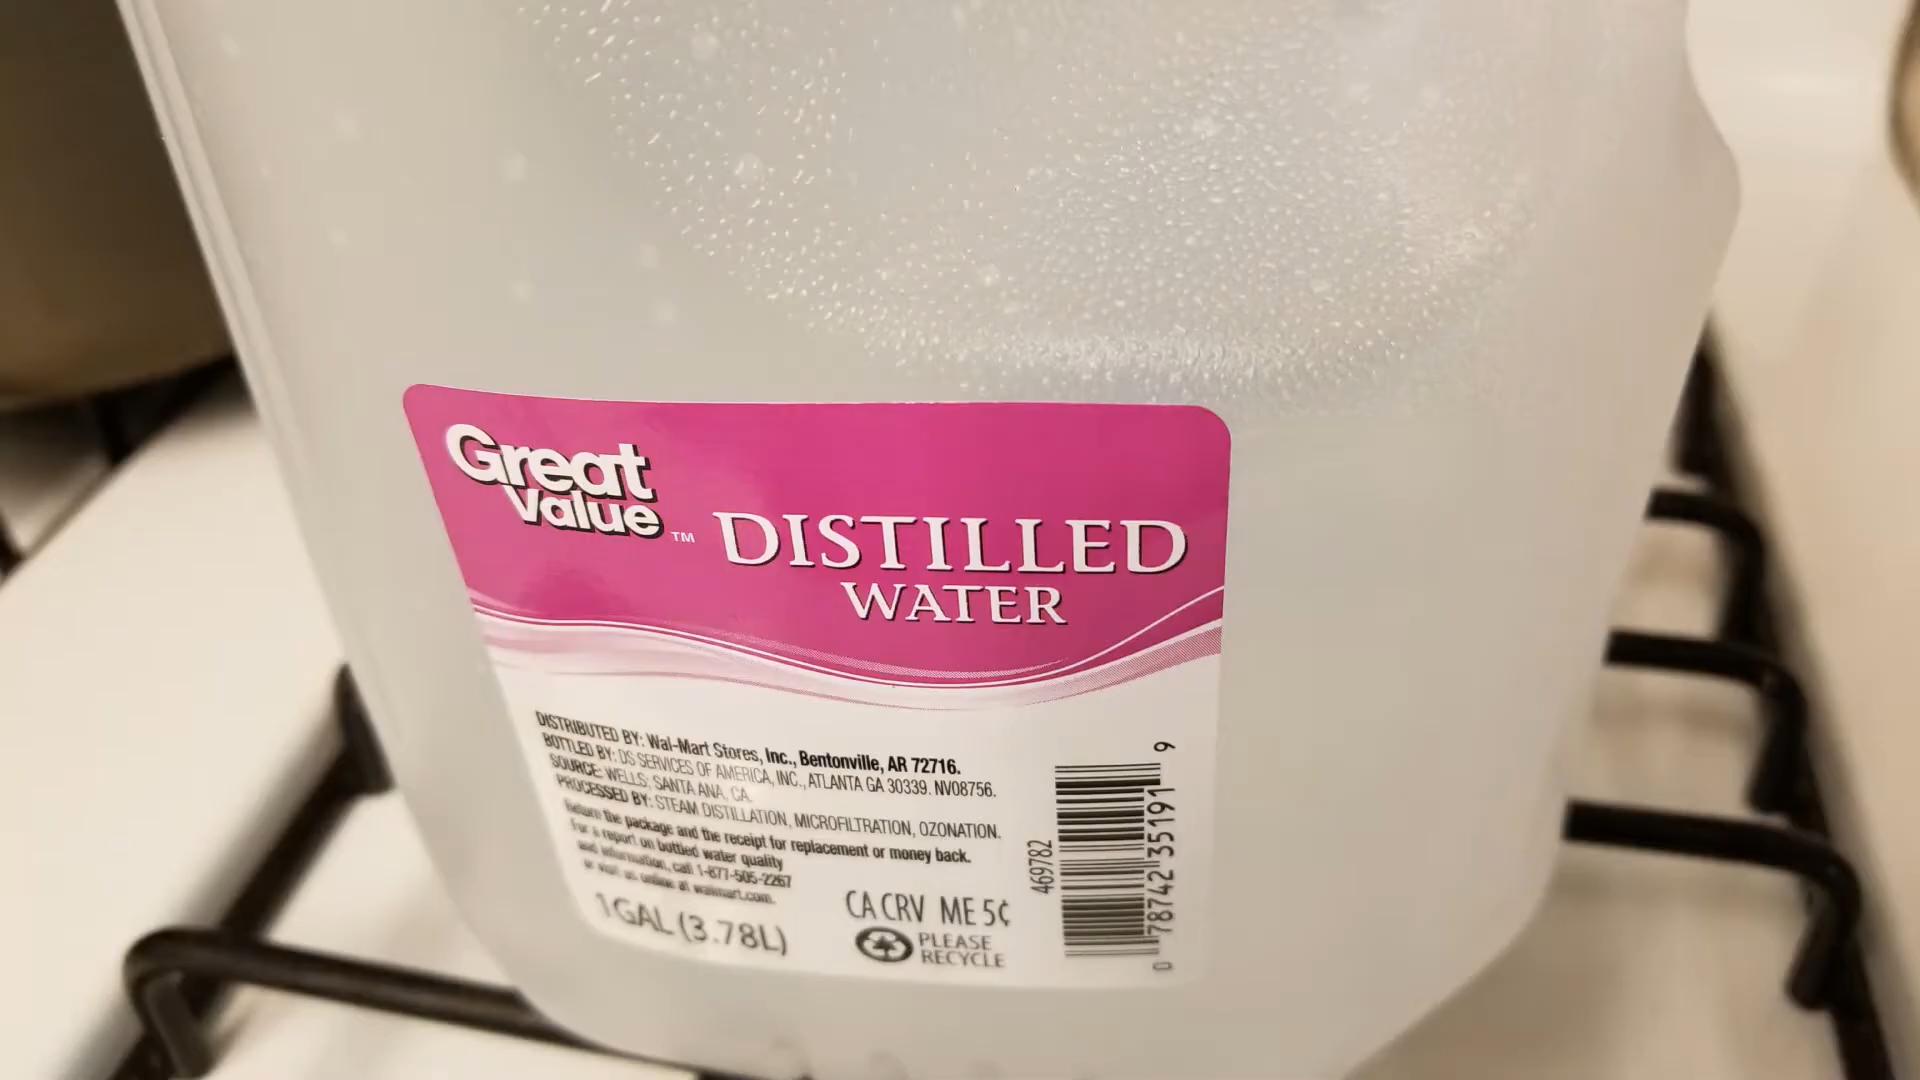 Great
Value™
DISTILLED
WATER
DISTRIBUTED BY: Wal-Mart Stores, Inc., Bentonville, AR 72716.
BOTTLED BY: DS SERVICES OF AMERICA, INC., ATLANTA GA 30339. NV08756.
SOURCE: WELLS, SANTA ANA, CA.
PROCESSED BY: STEAM DISTILLATION, MICROFILTRATION, OZONATION.
Return the package and the receipt for replacement or money back.
For a report on bottled water quality
and information, call 1-877-505-2267
or visit us online at walmart.com.
1 GAL (3.78L)
CA CRV ME 5¢
PLEASE
RECYCLE
469782
0 78742 35191 9